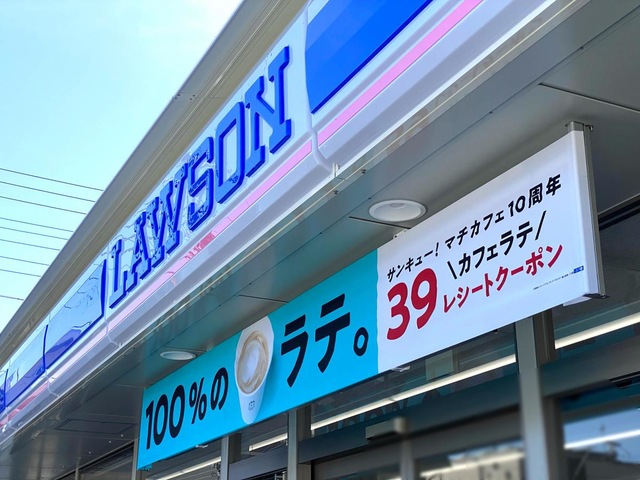 LAWSON
100%の
ラテ。
サンキュー! マチカフェ10周年
39
\カフェラテ/
レシートクーポン